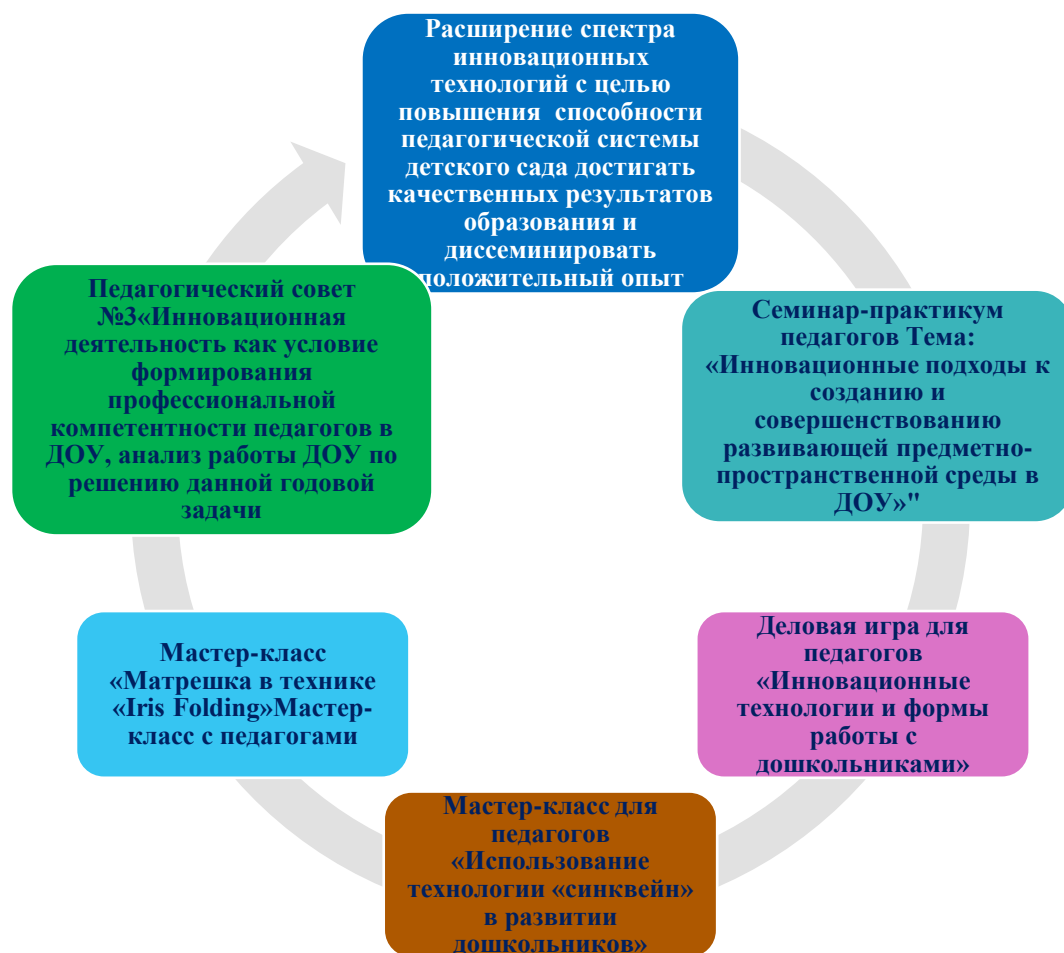 Расширение спектра
инновационных
технологий с целью
повышения способности
педагогической системы
детского сада достигать
качественных результатов
образования и
диссеминировать
положительный опыт
Семинар-практикум
педагогов Тема:
«Инновационные подходы к
созданию и
совершенствованию
развивающей предметно-
пространственной среды в
ДОУ»"
Деловая игра для
педагогов
«Инновационные
технологии и формы
работы с
дошкольниками»
Мастер-класс для
педагогов
«Использование
технологии «синквейн»
в развитии
дошкольников»
Мастер-класс
«Матрешка в технике
«Iris Folding»Мастер-
класс с педагогами
Педагогический совет
№3«Инновационная
деятельность как условие
формирования
профессиональной
компетентности педагогов в
ДОУ, анализ работы ДОУ по
решению данной годовой
задачи